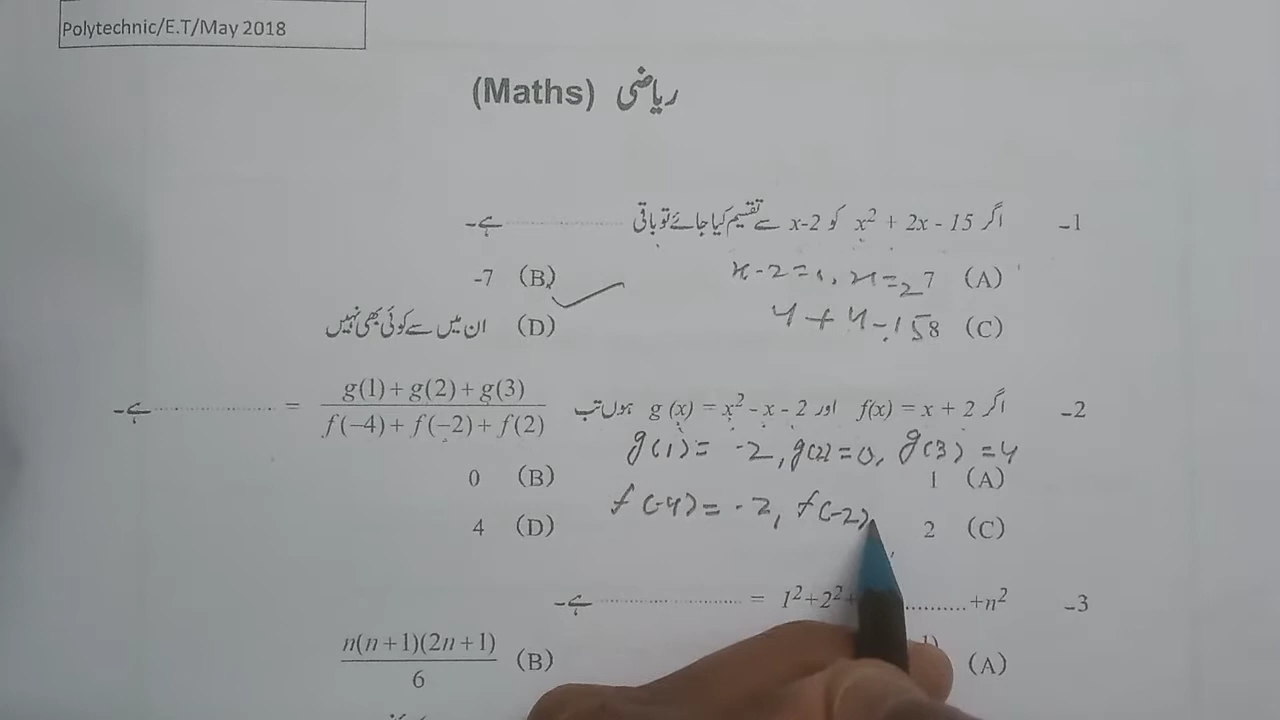 Polytechnic/E.T/May 2018
ریاضی (Maths)
1- اگر x² + 2x - 15 کو x-2 سے تقسیم کیا جائے تو باقی .................... ہے۔
(A) 7 (B) -7
x-2=0, x=2
(C) 8 (D) ان میں سے کوئی بھی نہیں
4+4-15
2- اگر f(x) = x + 2 اور g (x) = x² - x - 2 ہوں تب (g(1)+ g(2) + g(3))/(f(-4)+ f(-2)+ f(2)) = .................... ہے۔
g(1)= -2, g(2)=0, g(3)=4
(A) 1 (B) 0
f(-4)= -2, f(-2)
(C) 2 (D) 4
3- 1²+2²+ ..........+n² = .................... ہے۔
(A) (B) n(n+1)(2n+1)/6